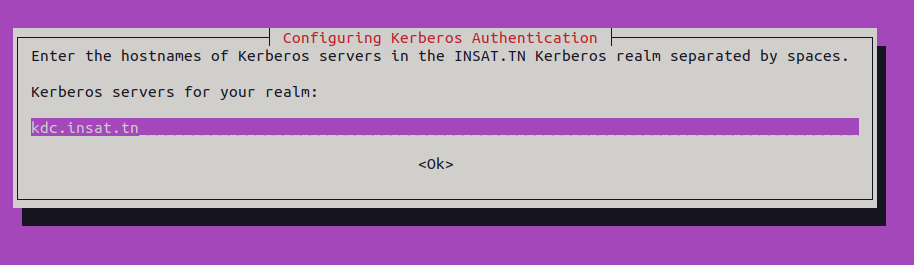 Configuring Kerberos Authentication
Enter the hostnames of Kerberos servers in the INSAT.TN Kerberos realm separated by spaces.
Kerberos servers for your realm:
kdc.insat.tn
<Ok>